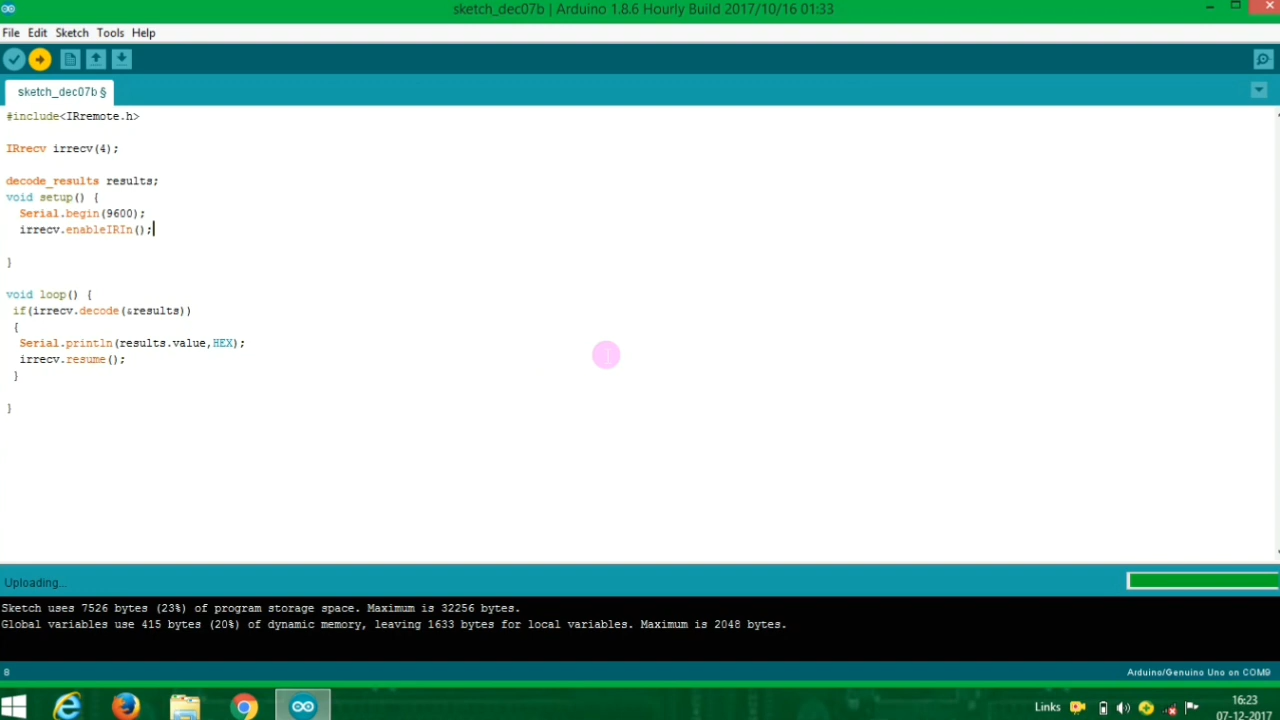 sketch_dec07b | Arduino 1.8.6 Hourly Build 2017/10/16 01:33
File Edit Sketch Tools Help
sketch_dec07b §
#include<IRremote.h>
IRrecv irrecv(4);
decode_results results;
void setup() {
Serial.begin(9600);
irrecv.enableIRIn();
}
void loop() {
if(irrecv.decode(&results))
{
Serial.println(results.value,HEX);
irrecv.resume();
}
}
Uploading...
Sketch uses 7526 bytes (23%) of program storage space. Maximum is 32256 bytes.
Global variables use 415 bytes (20%) of dynamic memory, leaving 1633 bytes for local variables. Maximum is 2048 bytes.
8 Arduino/Genuino Uno on COM9
Links 16:23
07-12-2017